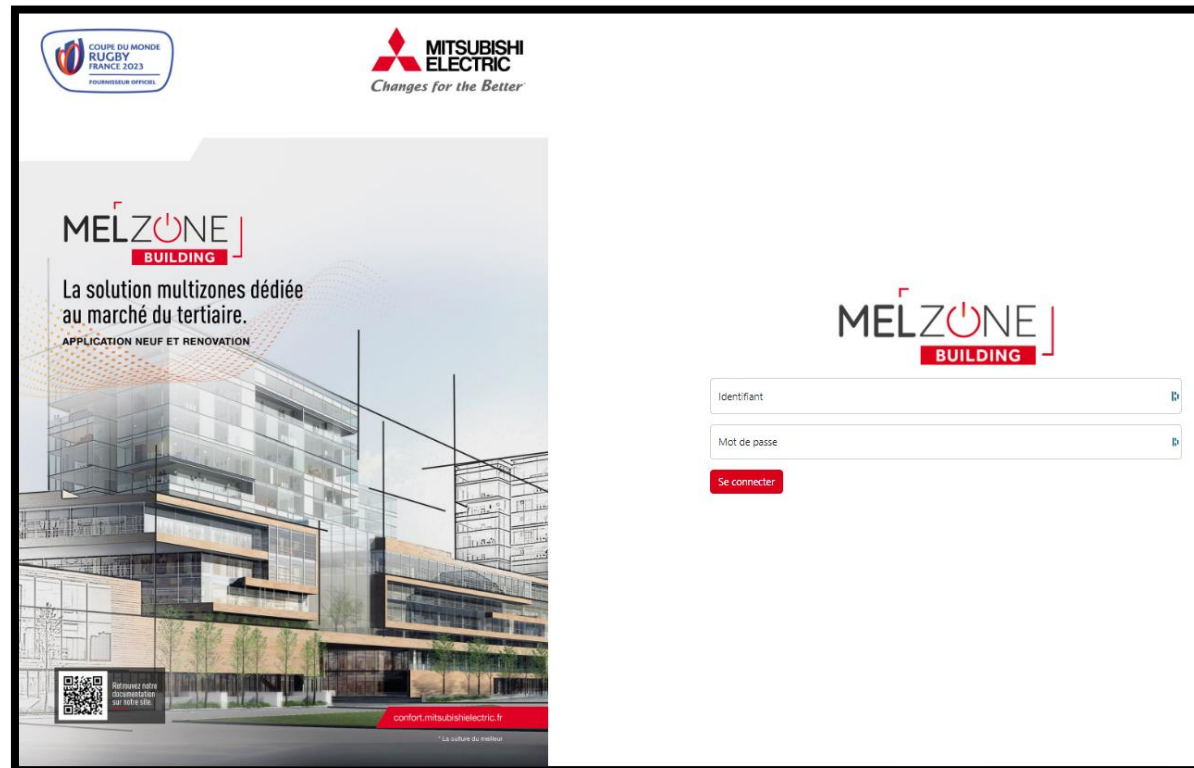 COUPE DU MONDE
RUGBY
FRANCE 2023
FOURNISSEUR OFFICIEL
MITSUBISHI
ELECTRIC
Changes for the Better
MELZONE
BUILDING
La solution multizones dédiée
au marché du tertiaire.
APPLICATION NEUF ET RENOVATION
Retrouvez notre
documentation
sur notre site.
confort.mitsubishielectric.fr
* La culture du meilleur
MELZONE
BUILDING
Identifiant
Mot de passe
Se connecter